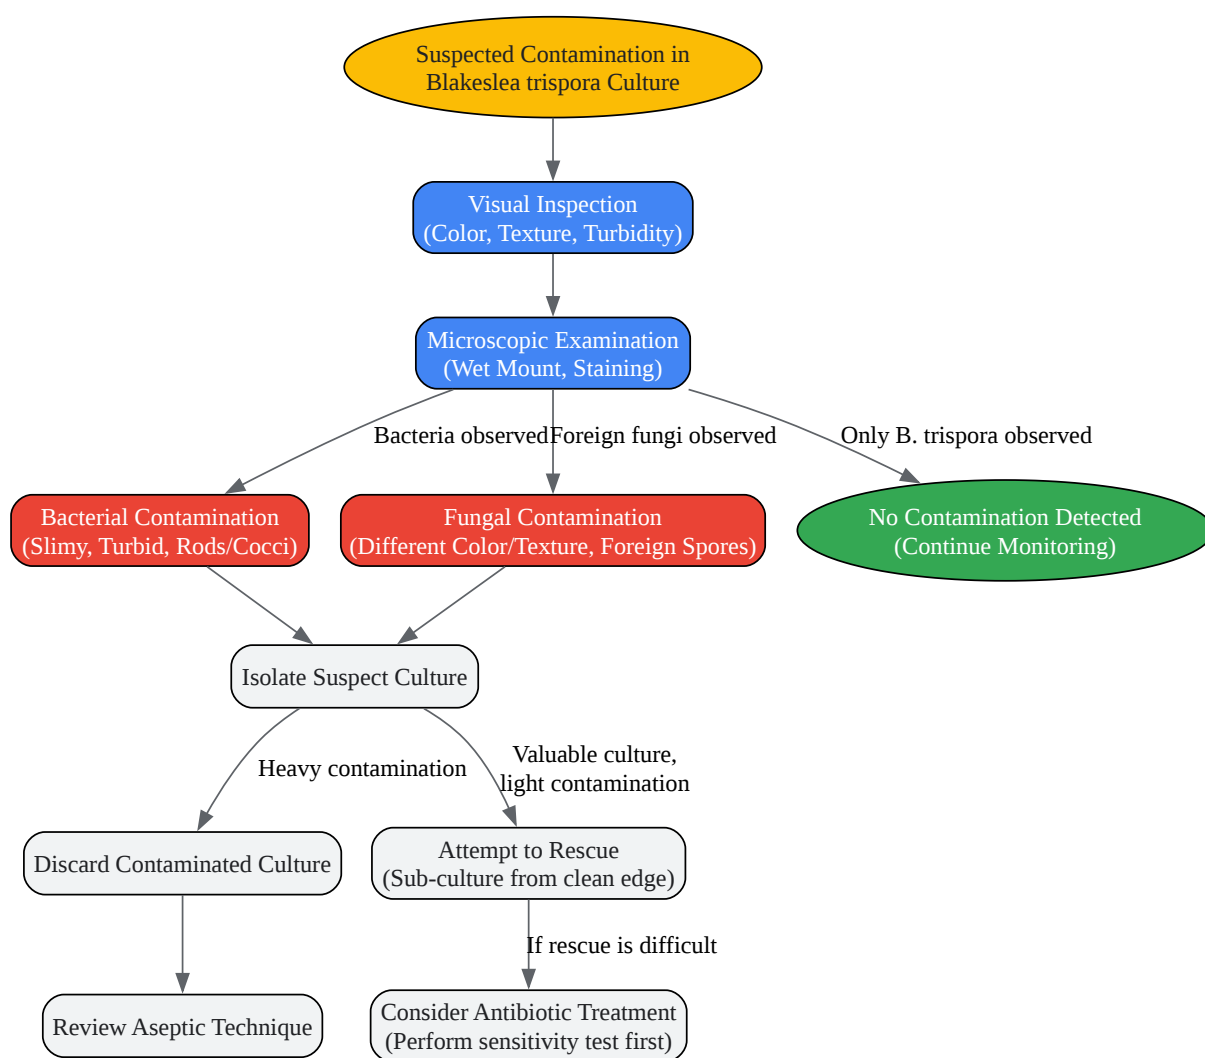 Suspected Contamination in
Blakeslea trispora Culture
Visual Inspection
(Color, Texture, Turbidity)
Microscopic Examination
(Wet Mount, Staining)
Bacteria observed
Foreign fungi observed
Only B. trispora observed
Bacterial Contamination
(Slimy, Turbid, Rods/Cocci)
Fungal Contamination
(Different Color/Texture, Foreign Spores)
No Contamination Detected
(Continue Monitoring)
Isolate Suspect Culture
Heavy contamination
Valuable culture,
light contamination
Discard Contaminated Culture
Attempt to Rescue
(Sub-culture from clean edge)
If rescue is difficult
Review Aseptic Technique
Consider Antibiotic Treatment
(Perform sensitivity test first)